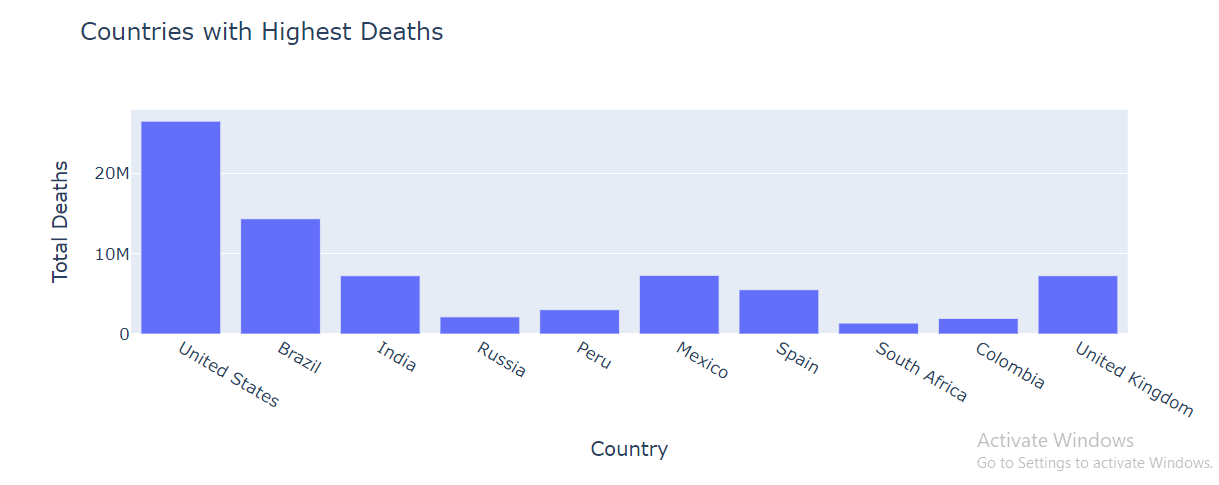 Countries with Highest Deaths
Total Deaths
20M
10M
0
United States
Brazil
India
Russia
Peru
Mexico
Spain
South Africa
Colombia
United Kingdom
Country
Activate Windows
Go to Settings to activate Windows.